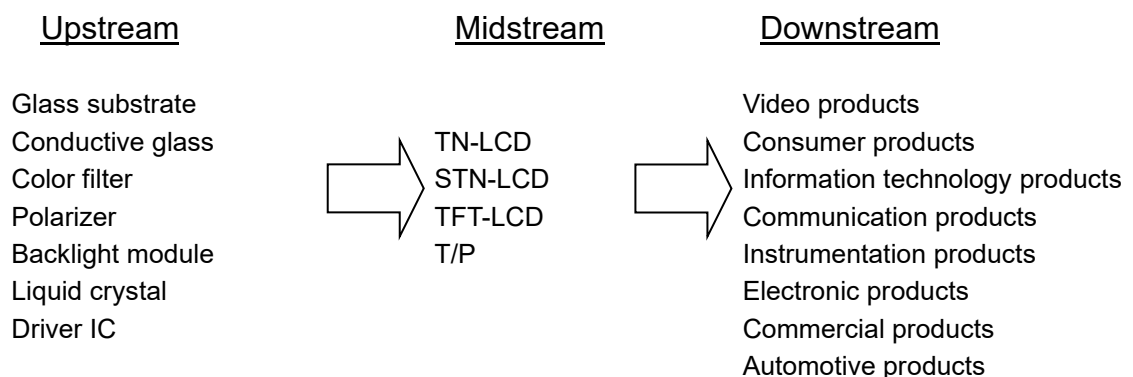 Upstream
Midstream
Downstream
Glass substrate
Conductive glass
Color filter
Polarizer
Backlight module
Liquid crystal
Driver IC
TN-LCD
STN-LCD
TFT-LCD
T/P
Video products
Consumer products
Information technology products
Communication products
Instrumentation products
Electronic products
Commercial products
Automotive products